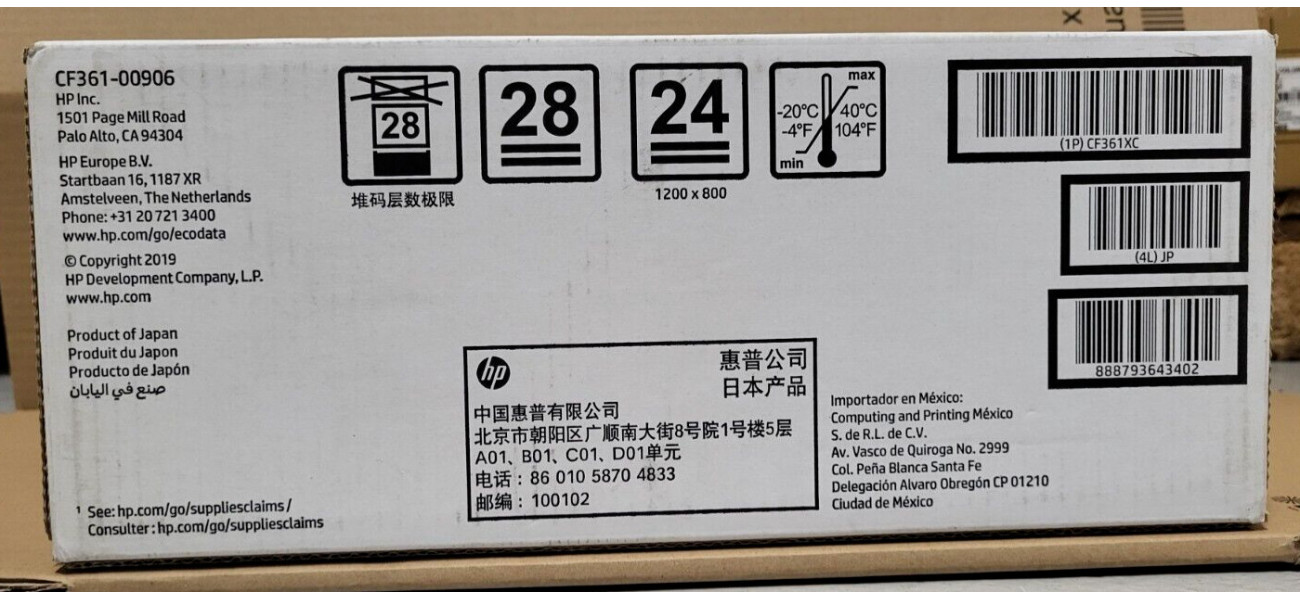 CF361-00906
HP Inc.
1501 Page Mill Road
Palo Alto, CA 94304
HP Europe B.V.
Startbaan 16, 1187 XR
Amstelveen, The Netherlands
Phone: +31 20 721 3400
www.hp.com/go/ecodata
© Copyright 2019
HP Development Company, L.P.
www.hp.com
Product of Japan
Produit du Japon
Producto de Japón
صنع في اليابان
¹ See: hp.com/go/suppliesclaims /
Consulter : hp.com/go/suppliesclaims
28
堆码层数极限
28
24
1200 x 800
max
-20°C 40°C
-4°F 104°F
min
(1P) CF361XC
(4L) JP
888793643402
hp
惠普公司
日本产品
中国惠普有限公司
北京市朝阳区广顺南大街8号院1号楼5层
A01、B01、C01、D01单元
电话：86 010 5870 4833
邮编：100102
Importador en México:
Computing and Printing México
S. de R.L. de C.V.
Av. Vasco de Quiroga No. 2999
Col. Peña Blanca Santa Fe
Delegación Alvaro Obregón CP 01210
Ciudad de México